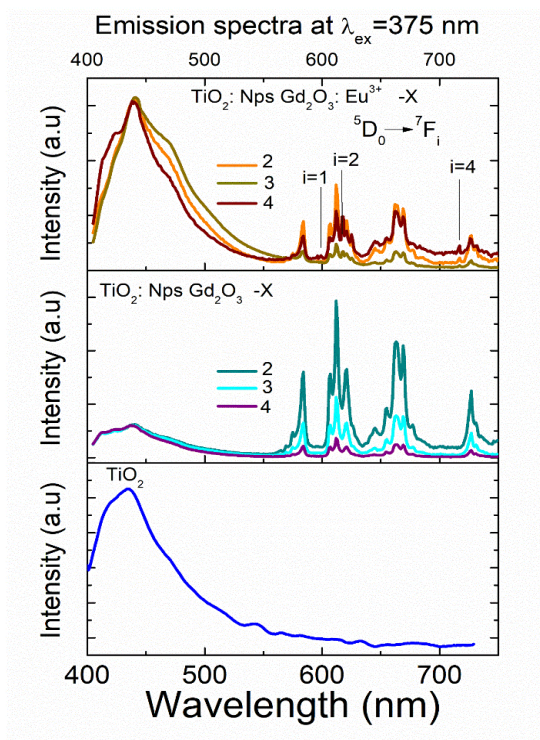 Emission spectra at λex=375 nm
400 500 600 700
TiO2: Nps Gd2O3: Eu3+ -X
5D0→7Fi
i=1 i=2 i=4
2
3
4
Intensity (a.u)
TiO2: Nps Gd2O3 -X
2
3
4
Intensity (a.u)
TiO2
Intensity (a.u)
400 500 600 700
Wavelength (nm)